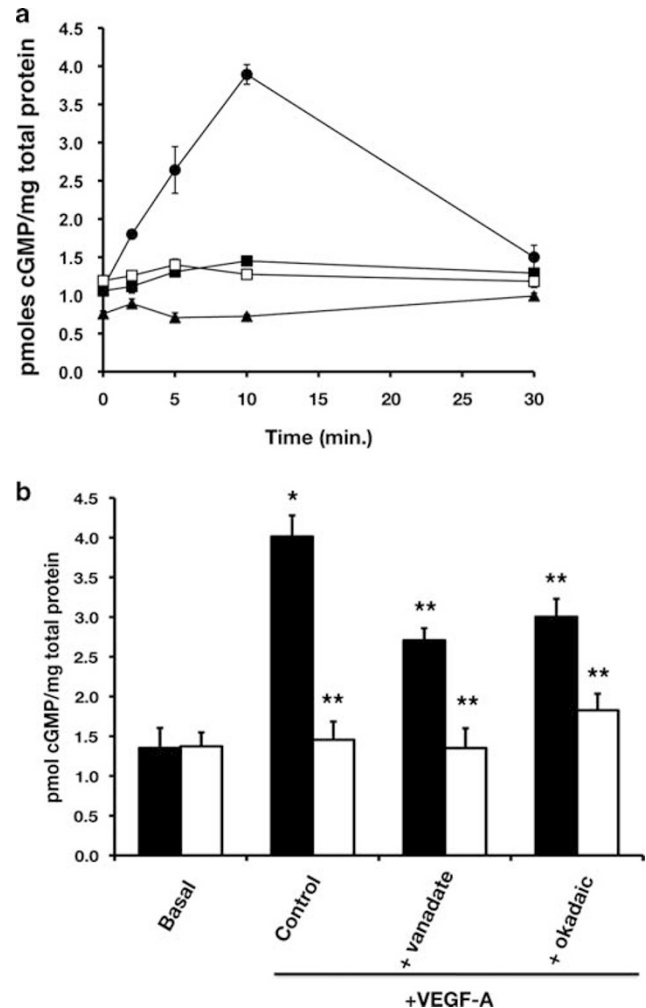 a
pmoles cGMP/mg total protein
4.5
4.0
3.5
3.0
2.5
2.0
1.5
1.0
0.5
0.0
0 5 10 15 20 25 30
Time (min.)
b
pmol cGMP/mg total protein
4.5
4.0
3.5
3.0
2.5
2.0
1.5
1.0
0.5
0.0
*
**
**
**
**
**
Basal
Control
+ vanadate
+ okadaic
+VEGF-A